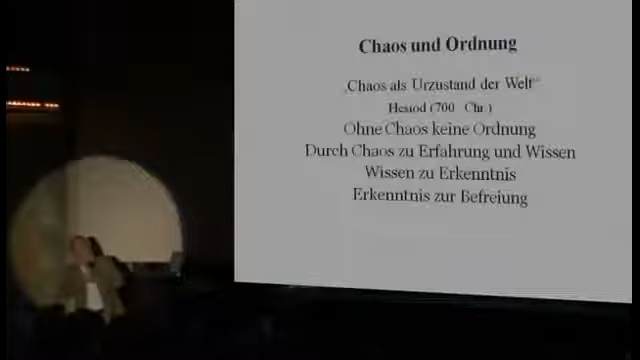 Chaos und Ordnung
„Chaos als Urzustand der Welt“
Hesiod (700 Chr.)
Ohne Chaos keine Ordnung
Durch Chaos zu Erfahrung und Wissen
Wissen zu Erkenntnis
Erkenntnis zur Befreiung